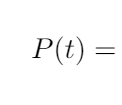 P(t) =